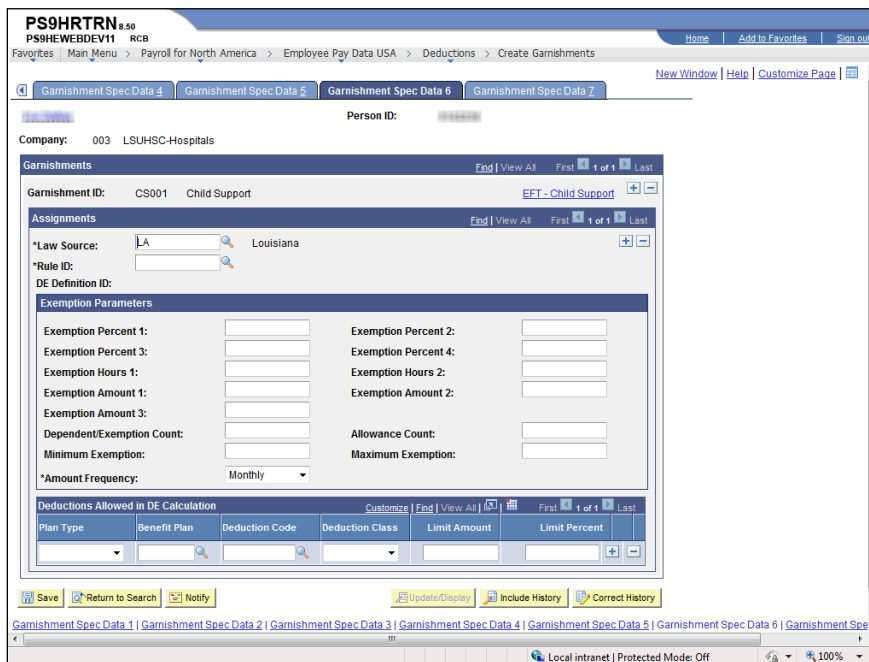 PS9HRTRN 8.50
PS9HEWEBDEV11 RCB
Home Add to Favorites Sign out
Favorites Main Menu > Payroll for North America > Employee Pay Data USA > Deductions > Create Garnishments
New Window | Help | Customize Page |
Garnishment Spec Data 4 Garnishment Spec Data 5 Garnishment Spec Data 6 Garnishment Spec Data 7
Person ID:
Company: 003 LSUHSC-Hospitals
Garnishments Find | View All First 1 of 1 Last
Garnishment ID: CS001 Child Support EFT - Child Support
Assignments Find | View All First 1 of 1 Last
*Law Source: LA Louisiana
*Rule ID:
DE Definition ID:
Exemption Parameters
Exemption Percent 1: Exemption Percent 2:
Exemption Percent 3: Exemption Percent 4:
Exemption Hours 1: Exemption Hours 2:
Exemption Amount 1: Exemption Amount 2:
Exemption Amount 3:
Dependent/Exemption Count: Allowance Count:
Minimum Exemption: Maximum Exemption:
*Amount Frequency: Monthly
Deductions Allowed in DE Calculation Customize | Find | View All | | First 1 of 1 Last
Plan Type Benefit Plan Deduction Code Deduction Class Limit Amount Limit Percent
Save Return to Search Notify Update/Display Include History Correct History
Garnishment Spec Data 1 | Garnishment Spec Data 2 | Garnishment Spec Data 3 | Garnishment Spec Data 4 | Garnishment Spec Data 5 | Garnishment Spec Data 6 | Garnishment Spe
Local intranet | Protected Mode: Off 100%